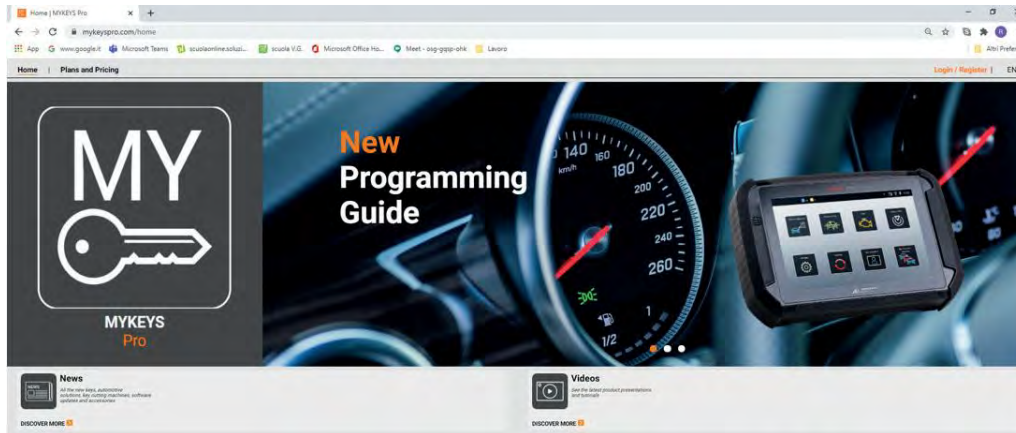 Home | MYKEYS Pro
mykeyspro.com/home
App www.google.it Microsoft Teams scuolaonline.soluzi... scuola V.G. Microsoft Office Ho... Meet - osg-gqsp-ohk Lavoro Altri Prefer
Home | Plans and Pricing Login / Register | EN
MY
MYKEYS
Pro
New
Programming
Guide
140 160 180 200 220 240 260
km/h
1/2 1
News
All the new keys, automotive
solutions, key cutting machines, software
updates and accessories
DISCOVER MORE
Videos
See the latest product presentations
and tutorials
DISCOVER MORE